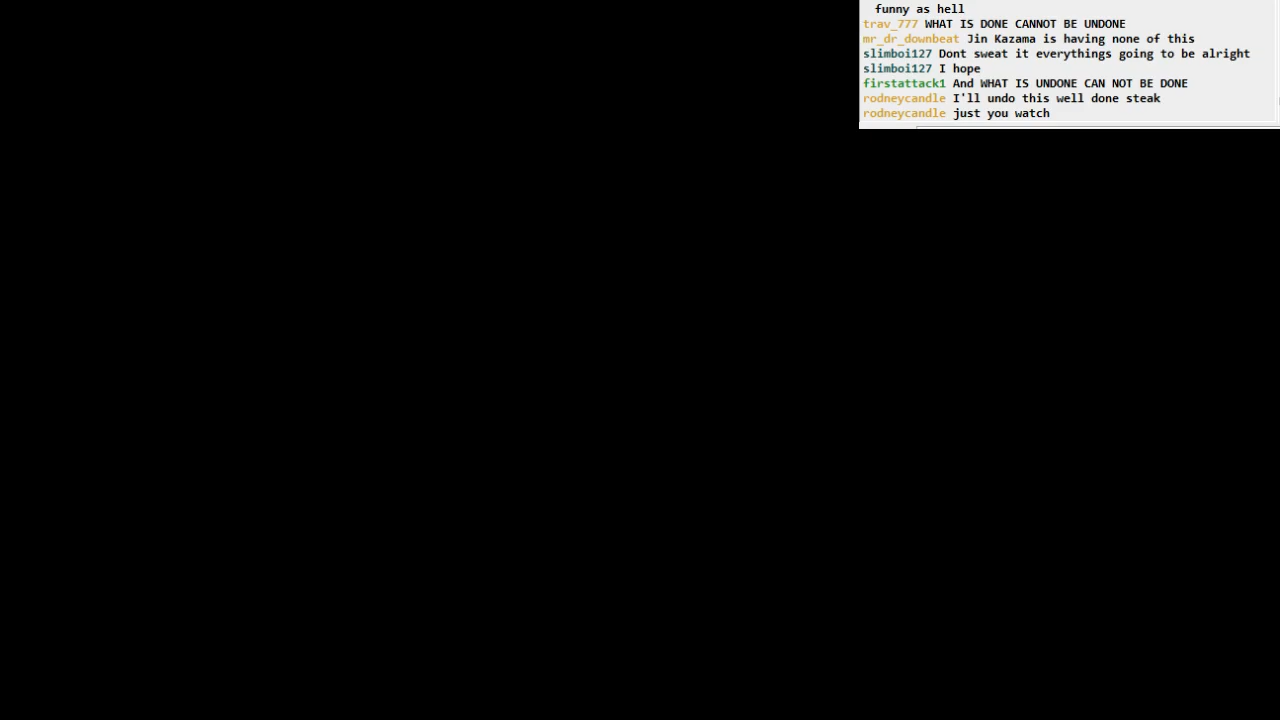 funny as hell
trav_777 WHAT IS DONE CANNOT BE UNDONE
mr_dr_downbeat Jin Kazama is having none of this
slimboi127 Dont sweat it everythings going to be alright
slimboi127 I hope
firstattack1 And WHAT IS UNDONE CAN NOT BE DONE
rodneycandle I'll undo this well done steak
rodneycandle just you watch